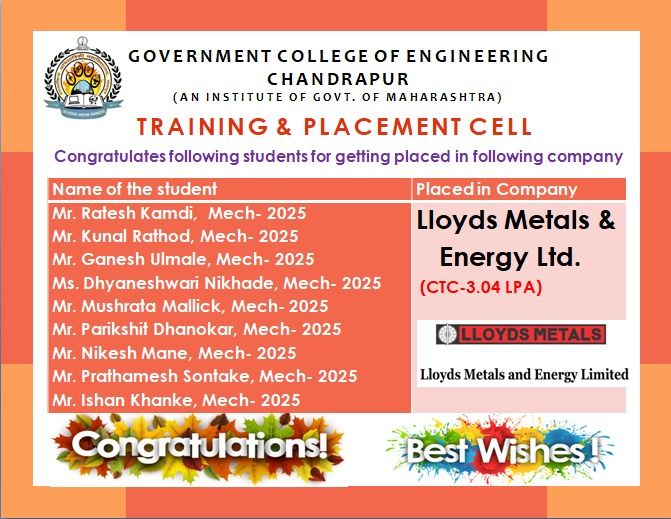 GOVERNMENT COLLEGE OF ENGINEERING
CHANDRAPUR
(AN INSTITUTE OF GOVT. OF MAHARASHTRA)
TRAINING & PLACEMENT CELL
Congratulates following students for getting placed in following company
Name of the student
Placed in Company
Mr. Ratesh Kamdi, Mech- 2025
Mr. Kunal Rathod, Mech- 2025
Mr. Ganesh Ulmale, Mech- 2025
Ms. Dhyaneshwari Nikhade, Mech- 2025
Mr. Mushrata Mallick, Mech- 2025
Mr. Parikshit Dhanokar, Mech- 2025
Mr. Nikesh Mane, Mech- 2025
Mr. Prathamesh Sontake, Mech- 2025
Mr. Ishan Khanke, Mech- 2025
Lloyds Metals &
Energy Ltd.
(CTC-3.04 LPA)
LLOYDS METALS
Lloyds Metals and Energy Limited
Congratulations!
Best Wishes!